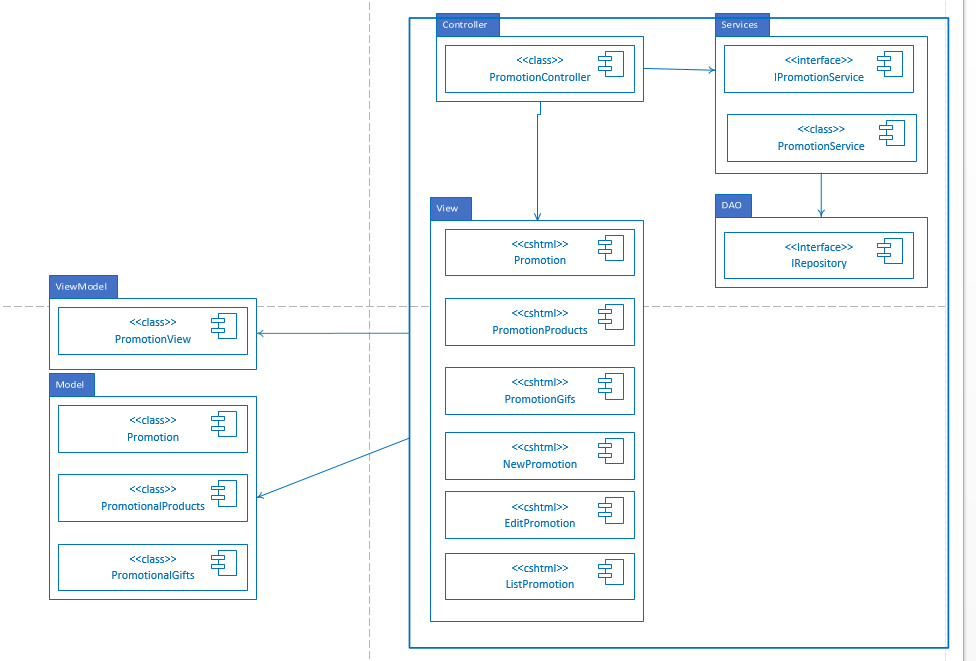 Controller
<<class>>
PromotionController
Services
<<interface>>
IPromotionService
<<class>>
PromotionService
DAO
<<Interface>>
IRepository
View
<<cshtml>>
Promotion
<<cshtml>>
PromotionProducts
<<cshtml>>
PromotionGifs
<<cshtml>>
NewPromotion
<<cshtml>>
EditPromotion
<<cshtml>>
ListPromotion
ViewModel
<<class>>
PromotionView
Model
<<class>>
Promotion
<<class>>
PromotionalProducts
<<class>>
PromotionalGifts